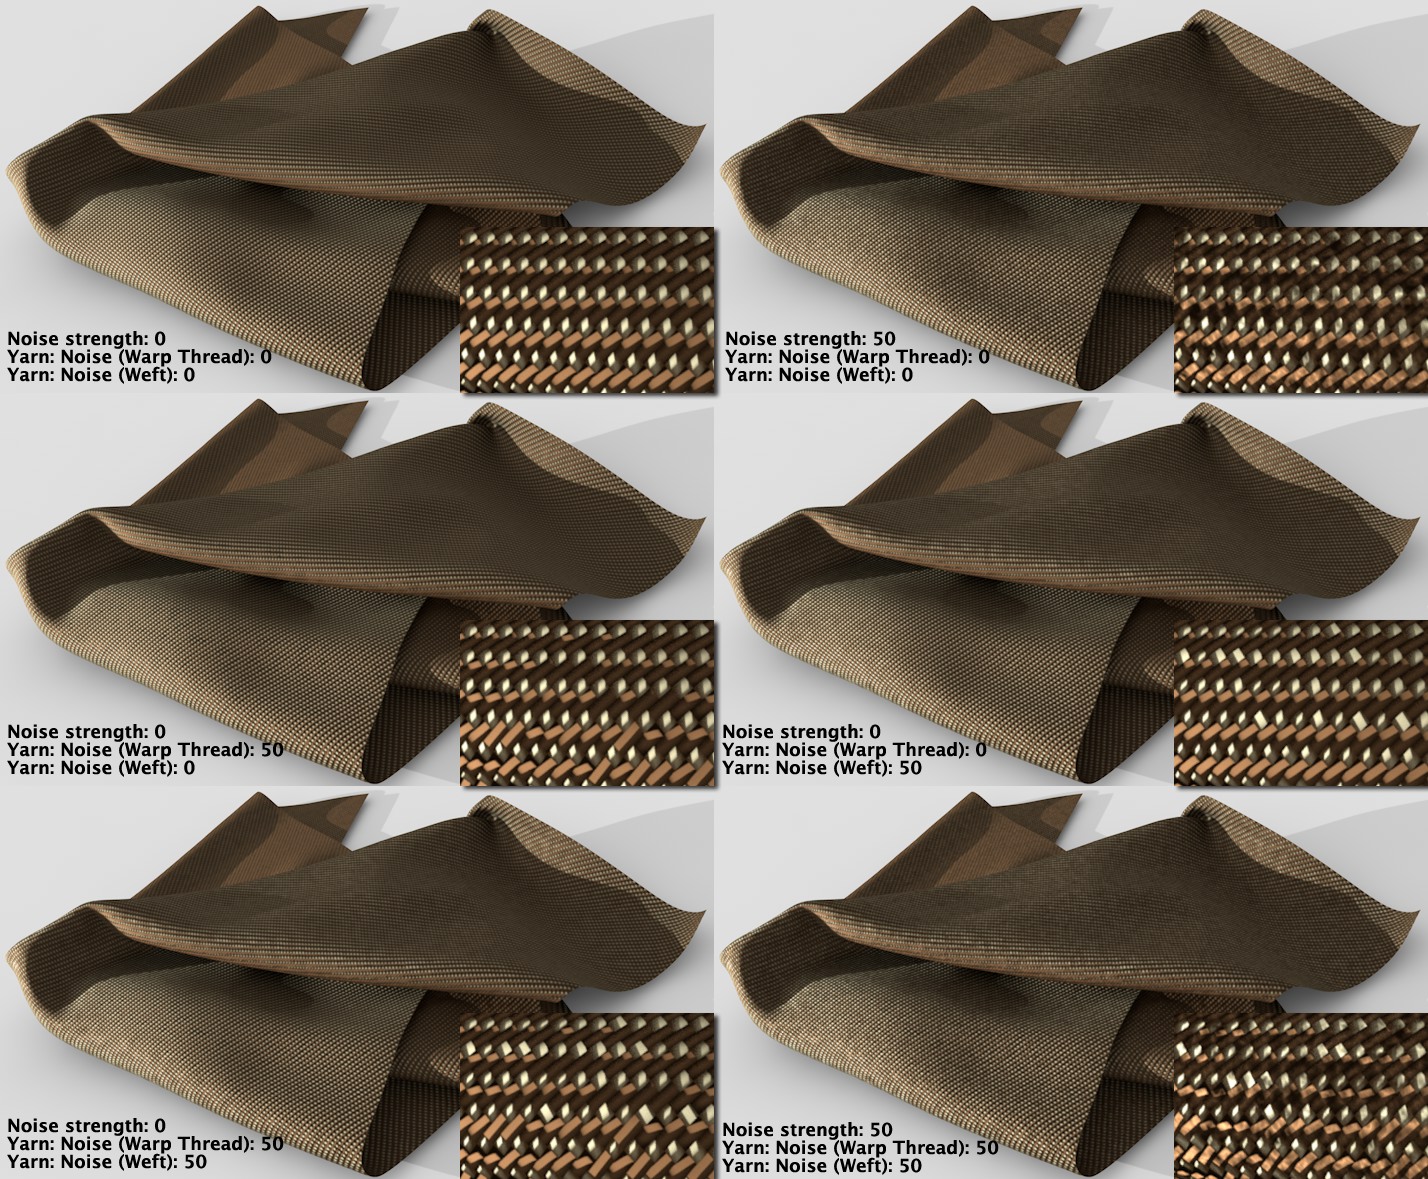 Noise strength: 0
Yarn: Noise (Warp Thread): 0
Yarn: Noise (Weft): 0
Noise strength: 50
Yarn: Noise (Warp Thread): 0
Yarn: Noise (Weft): 0
Noise strength: 0
Yarn: Noise (Warp Thread): 50
Yarn: Noise (Weft): 0
Noise strength: 0
Yarn: Noise (Warp Thread): 0
Yarn: Noise (Weft): 50
Noise strength: 0
Yarn: Noise (Warp Thread): 50
Yarn: Noise (Weft): 50
Noise strength: 50
Yarn: Noise (Warp Thread): 50
Yarn: Noise (Weft): 50